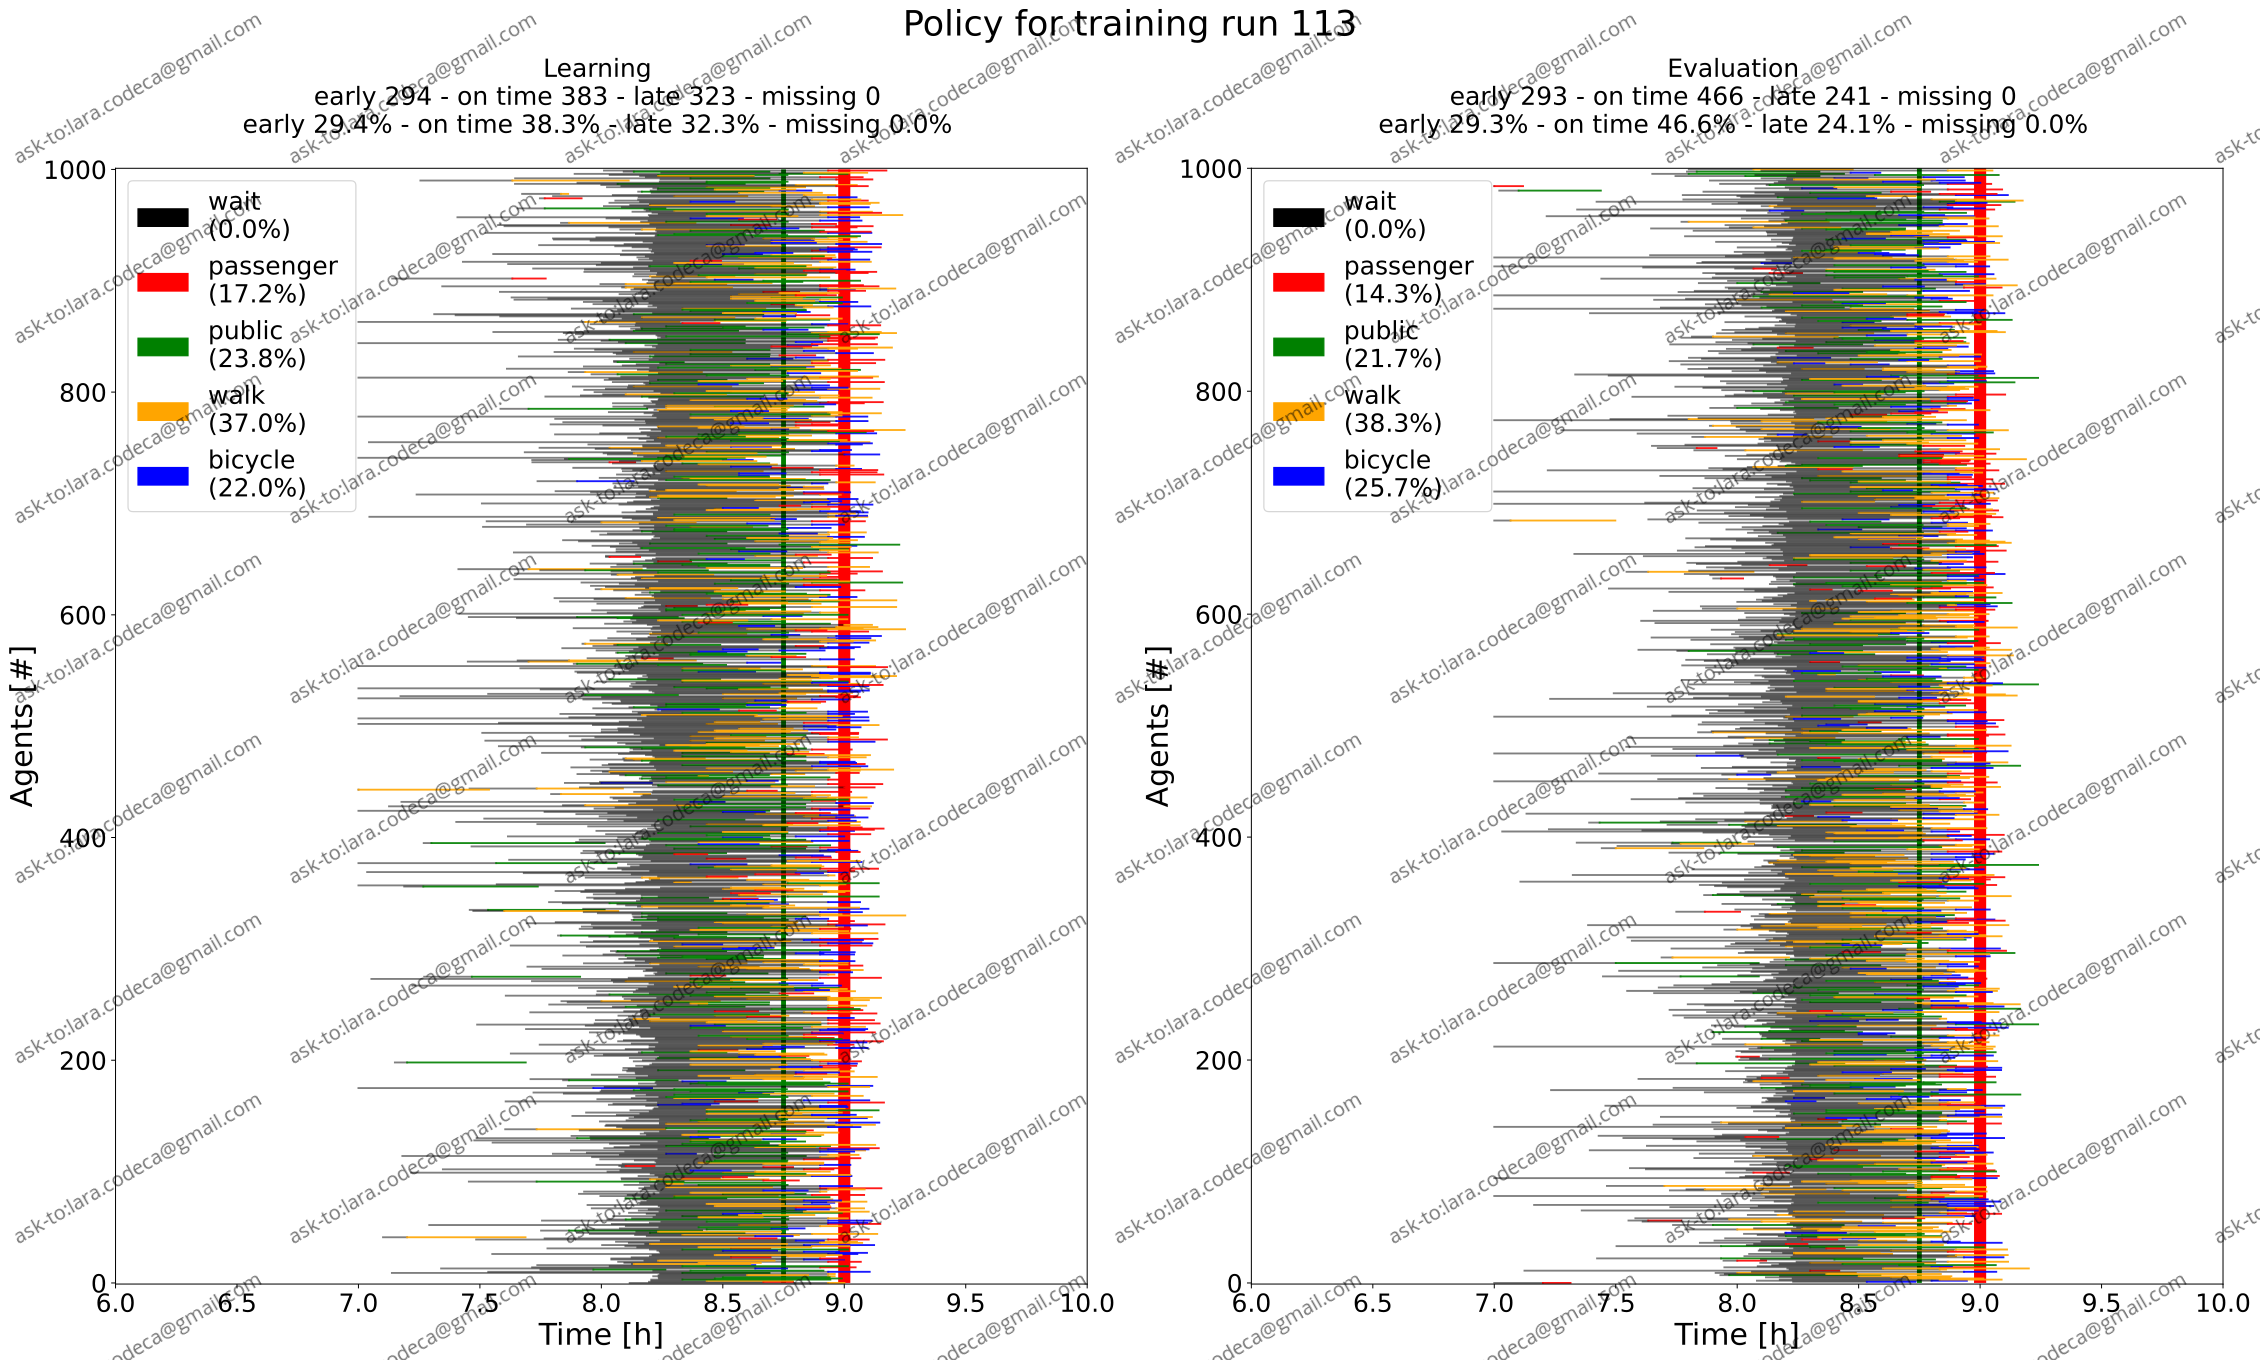 Policy for training run 113
Learning
early 294 - on time 383 - late 323 - missing 0
early 29.4% - on time 38.3% - late 32.3% - missing 0.0%
1000
800
600
400
200
0
Agents [#]
wait
(0.0%)
passenger
(17.2%)
public
(23.8%)
walk
(37.0%)
bicycle
(22.0%)
6.0 6.5 7.0 7.5 8.0 8.5 9.0 9.5 10.0
Time [h]
Evaluation
early 293 - on time 466 - late 241 - missing 0
early 29.3% - on time 46.6% - late 24.1% - missing 0.0%
1000
800
600
400
200
0
Agents [#]
wait
(0.0%)
passenger
(14.3%)
public
(21.7%)
walk
(38.3%)
bicycle
(25.7%)
6.0 6.5 7.0 7.5 8.0 8.5 9.0 9.5 10.0
Time [h]
ask-to:lara.codeca@gmail.com